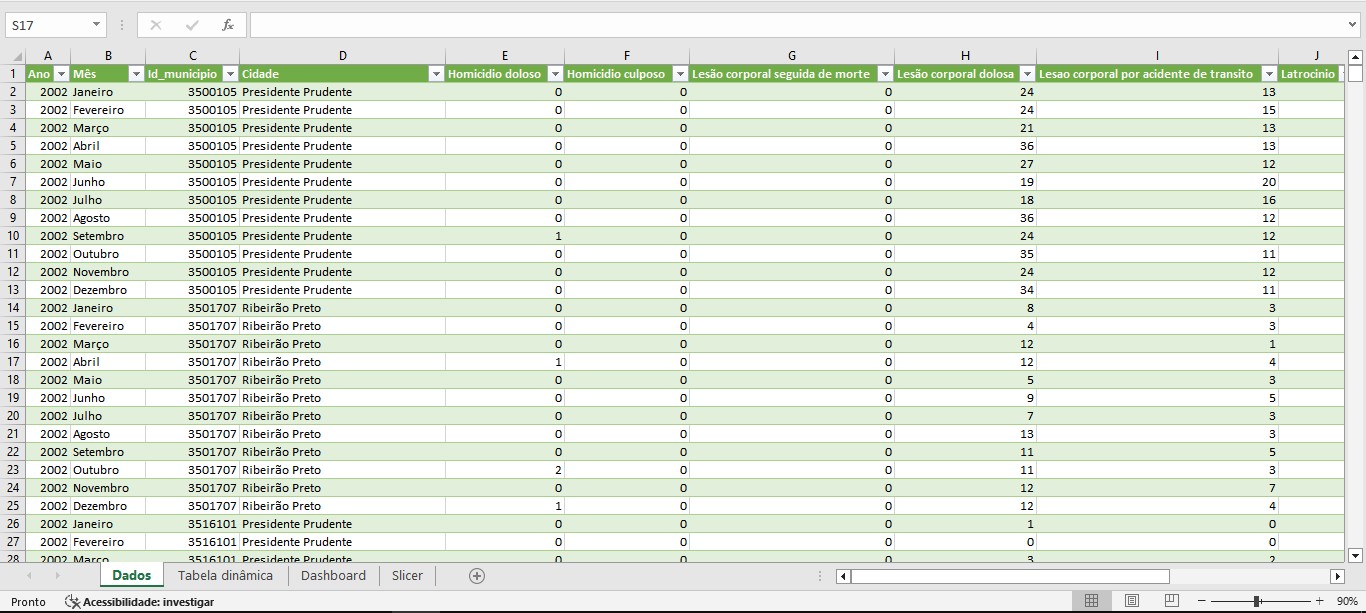 S17
fx
A B C D E F G H I J
1 Ano Mês Id_municipio Cidade Homicidio doloso Homicidio culposo Lesão corporal seguida de morte Lesão corporal dolosa Lesao corporal por acidente de transito Latrocinio
2 2002 Janeiro 3500105 Presidente Prudente 0 0 0 24 13
3 2002 Fevereiro 3500105 Presidente Prudente 0 0 0 24 15
4 2002 Março 3500105 Presidente Prudente 0 0 0 21 13
5 2002 Abril 3500105 Presidente Prudente 0 0 0 36 13
6 2002 Maio 3500105 Presidente Prudente 0 0 0 27 12
7 2002 Junho 3500105 Presidente Prudente 0 0 0 19 20
8 2002 Julho 3500105 Presidente Prudente 0 0 0 18 16
9 2002 Agosto 3500105 Presidente Prudente 0 0 0 36 12
10 2002 Setembro 3500105 Presidente Prudente 1 0 0 24 12
11 2002 Outubro 3500105 Presidente Prudente 0 0 0 35 11
12 2002 Novembro 3500105 Presidente Prudente 0 0 0 24 12
13 2002 Dezembro 3500105 Presidente Prudente 0 0 0 34 11
14 2002 Janeiro 3501707 Ribeirão Preto 0 0 0 8 3
15 2002 Fevereiro 3501707 Ribeirão Preto 0 0 0 4 3
16 2002 Março 3501707 Ribeirão Preto 0 0 0 12 1
17 2002 Abril 3501707 Ribeirão Preto 1 0 0 12 4
18 2002 Maio 3501707 Ribeirão Preto 0 0 0 5 3
19 2002 Junho 3501707 Ribeirão Preto 0 0 0 9 5
20 2002 Julho 3501707 Ribeirão Preto 0 0 0 7 3
21 2002 Agosto 3501707 Ribeirão Preto 0 0 0 13 3
22 2002 Setembro 3501707 Ribeirão Preto 0 0 0 11 5
23 2002 Outubro 3501707 Ribeirão Preto 2 0 0 11 3
24 2002 Novembro 3501707 Ribeirão Preto 0 0 0 12 7
25 2002 Dezembro 3501707 Ribeirão Preto 1 0 0 12 4
26 2002 Janeiro 3516101 Presidente Prudente 0 0 0 1 0
27 2002 Fevereiro 3516101 Presidente Prudente 0 0 0 0 0
28 2002 Março 3516101 Presidente Prudente 0 0 0 3 2
Dados Tabela dinâmica Dashboard Slicer
Pronto Acessibilidade: investigar 90%